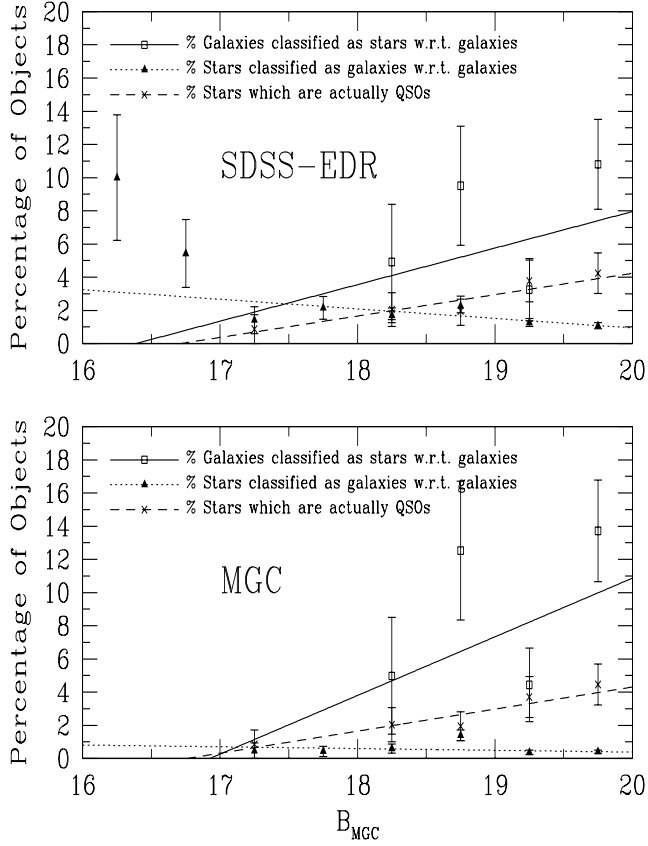 20
18
16
14
12
10
8
6
4
2
0
Percentage of Objects
% Galaxies classified as stars w.r.t. galaxies
% Stars classified as galaxies w.r.t. galaxies
% Stars which are actually QSOs
SDSS-EDR
16 17 18 19 20
20
18
16
14
12
10
8
6
4
2
0
Percentage of Objects
% Galaxies classified as stars w.r.t. galaxies
% Stars classified as galaxies w.r.t. galaxies
% Stars which are actually QSOs
MGC
16 17 18 19 20
B_MGC